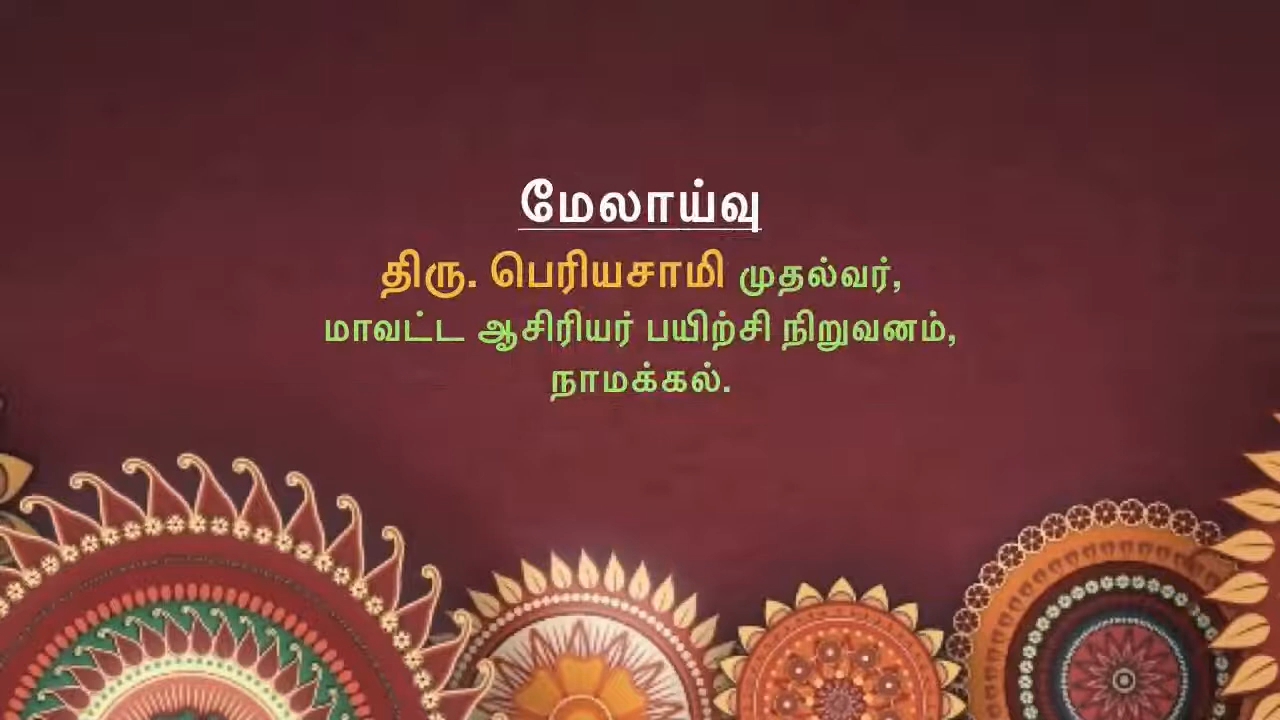 மேலாய்வு
திரு. பெரியசாமி முதல்வர்,
மாவட்ட ஆசிரியர் பயிற்சி நிறுவனம்,
நாமக்கல்.